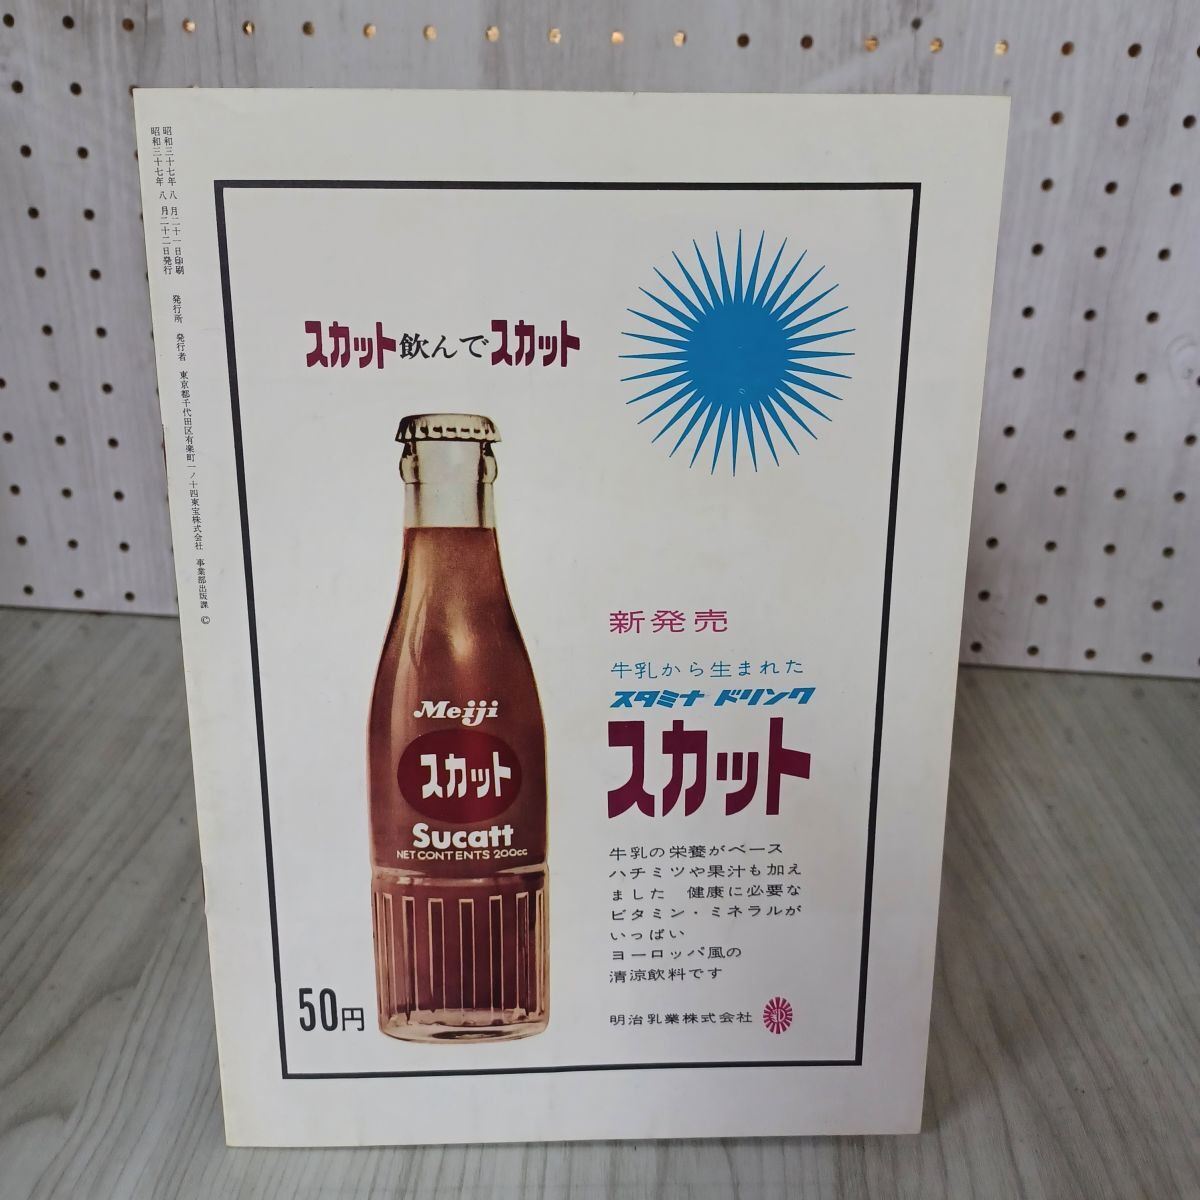 昭和三十七年 八月二十一日印刷
昭和三十七年 八月二十二日発行
発行所 発行者 東京都千代田区有楽町一ノ十四東宝株式会社 事業部出版課 ©
スカット飲んでスカット
新発売
牛乳から生まれた
スタミナ ドリンク
スカット
牛乳の栄養がベース
ハチミツや果汁も加え
ました 健康に必要な
ビタミン・ミネラルが
いっぱい
ヨーロッパ風の
清涼飲料です
明治乳業株式会社
Meiji
スカット
Sucatt
NET CONTENTS 200cc
50円